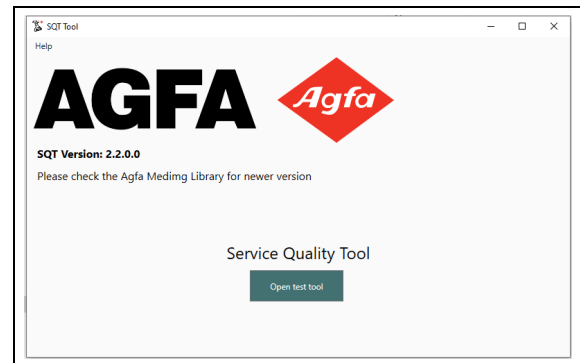 SQT Tool
Help
AGFA
Agfa
SQT Version: 2.2.0.0
Please check the Agfa Medimg Library for newer version
Service Quality Tool
Open test tool